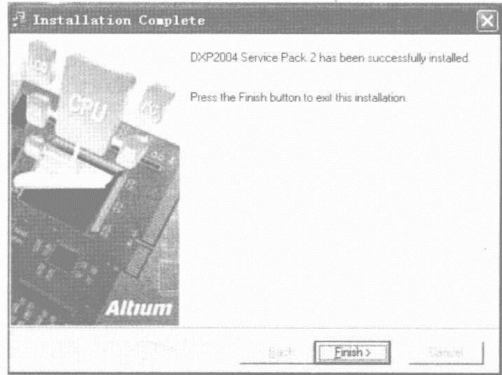 Installation Complete
DXP2004 Service Pack 2 has been successfully installed.
Press the Finish button to exit this installation.
CPU
Altium
Back
Finish >
Cancel